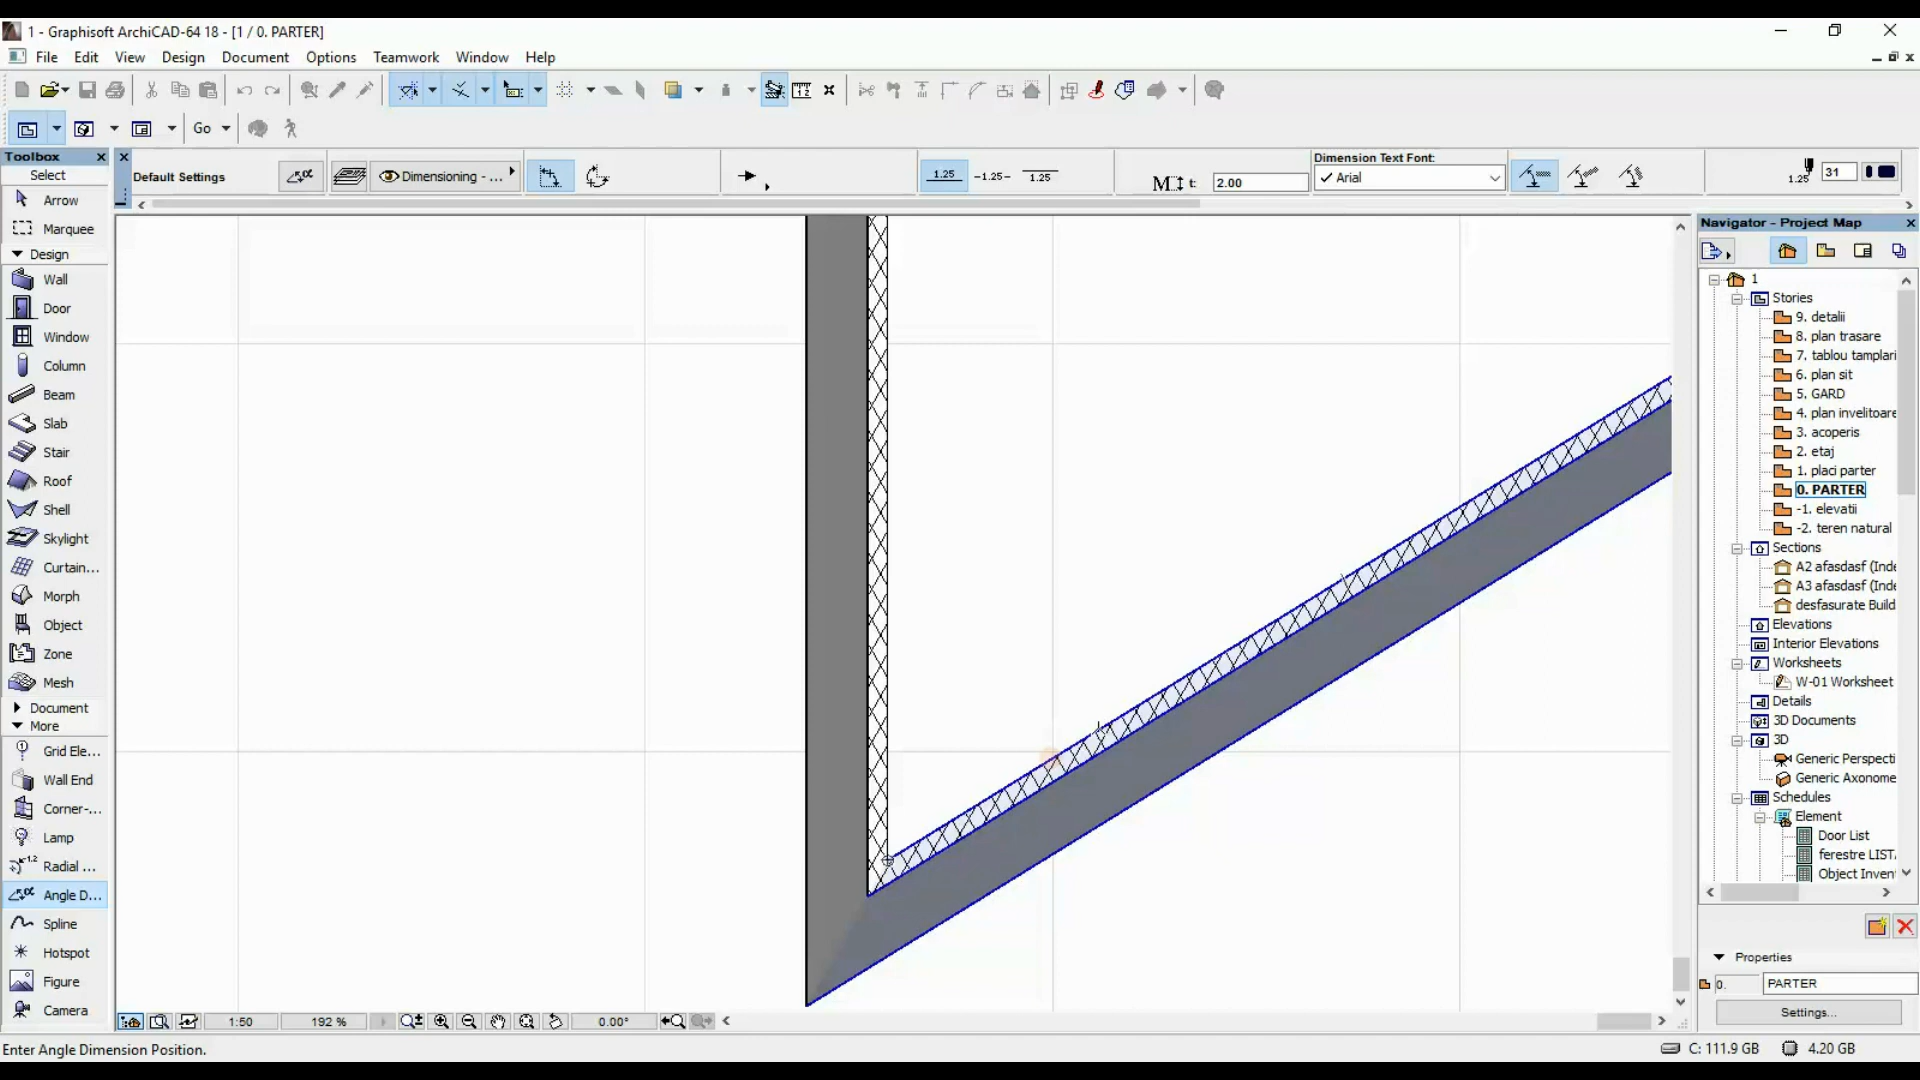 1 - Graphisoft ArchiCAD-64 18 - [1 / 0. PARTER]
File Edit View Design Document Options Teamwork Window Help
Go
Toolbox
Select
Arrow
Marquee
Design
Wall
Door
Window
Column
Beam
Slab
Stair
Roof
Shell
Skylight
Curtain...
Morph
Object
Zone
Mesh
Document
More
Grid Ele...
Wall End
Corner-...
Lamp
Radial ...
Angle D...
Spline
Hotspot
Figure
Camera
Default Settings
Dimensioning - ...
1.25
-1.25-
1.25
t:
2.00
Dimension Text Font:
Arial
1.25
31
Navigator - Project Map
1
Stories
9. detalii
8. plan trasare
7. tablou tamplari
6. plan sit
5. GARD
4. plan invelitoare
3. acoperis
2. etaj
1. placi parter
0. PARTER
-1. elevatii
-2. teren natural
Sections
A2 afasdasf (Inde
A3 afasdasf (Inde
desfasurate Build
Elevations
Interior Elevations
Worksheets
W-01 Worksheet
Details
3D Documents
3D
Generic Perspecti
Generic Axonome
Schedules
Element
Door List
ferestre LIST
Object Inven
Properties
0.
PARTER
Settings...
1:50
192 %
0.00°
Enter Angle Dimension Position.
C: 111.9 GB
4.20 GB